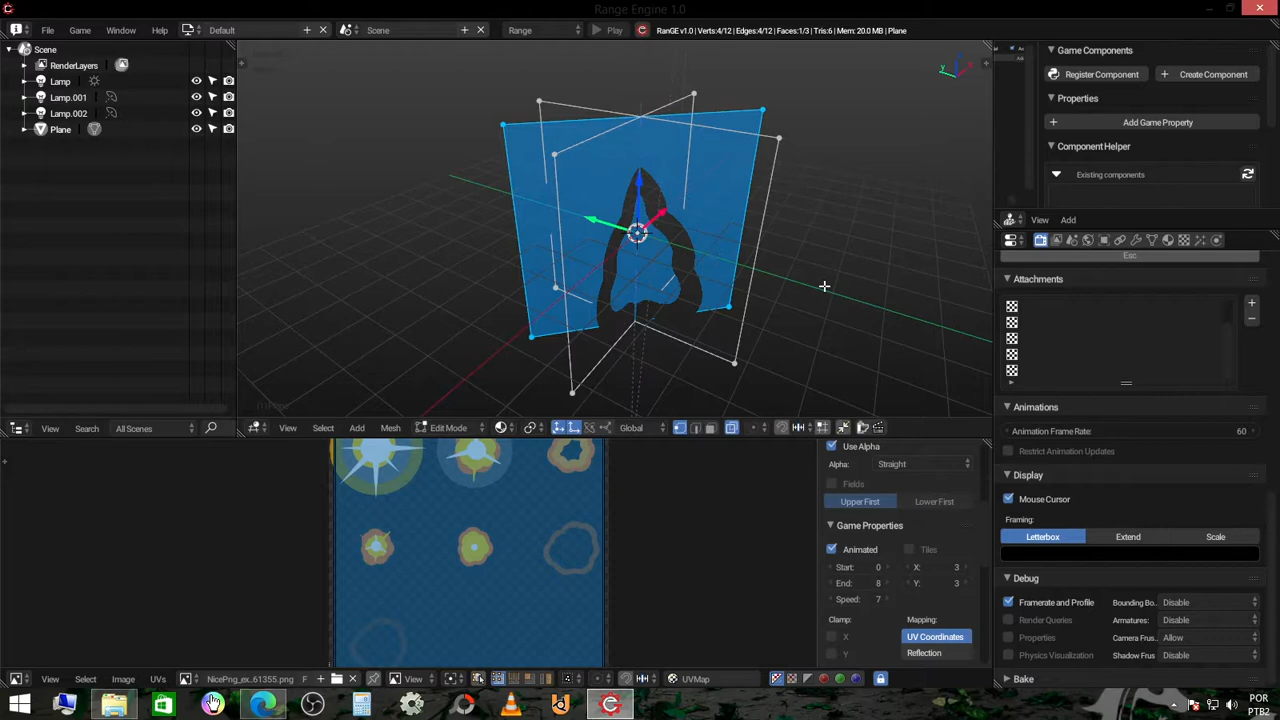 Range Engine 1.0
File Game Window Help Default Scene Range Play RanGE v1.0 | Verts:4/12 | Edges:4/12 | Faces:1/3 | Tris:6 | Mem: 20.0 MB | Plane
Scene
RenderLayers
Lamp
Lamp.001
Lamp.002
Plane
View Search All Scenes
View Select Add Mesh Edit Mode Global
Use Alpha
Alpha: Straight
Fields
Upper First Lower First
Game Properties
Animated Tiles
Start: 0 X: 3
End: 8 Y: 3
Speed: 7
Clamp: Mapping:
X UV Coordinates
Y Reflection
View Select Image UVs NicePng_ex..61355.png F View UVMap
Game Components
Register Component Create Component
Properties
Add Game Property
Component Helper
Existing components
View Add
Esc
Attachments
Animations
Animation Frame Rate: 60
Restrict Animation Updates
Display
Mouse Cursor
Framing:
Letterbox Extend Scale
Debug
Framerate and Profile Bounding Bo.. Disable
Render Queries Armatures: Disable
Properties Camera Frus.. Allow
Physics Visualization Shadow Frus Disable
Bake
POR
PTB2